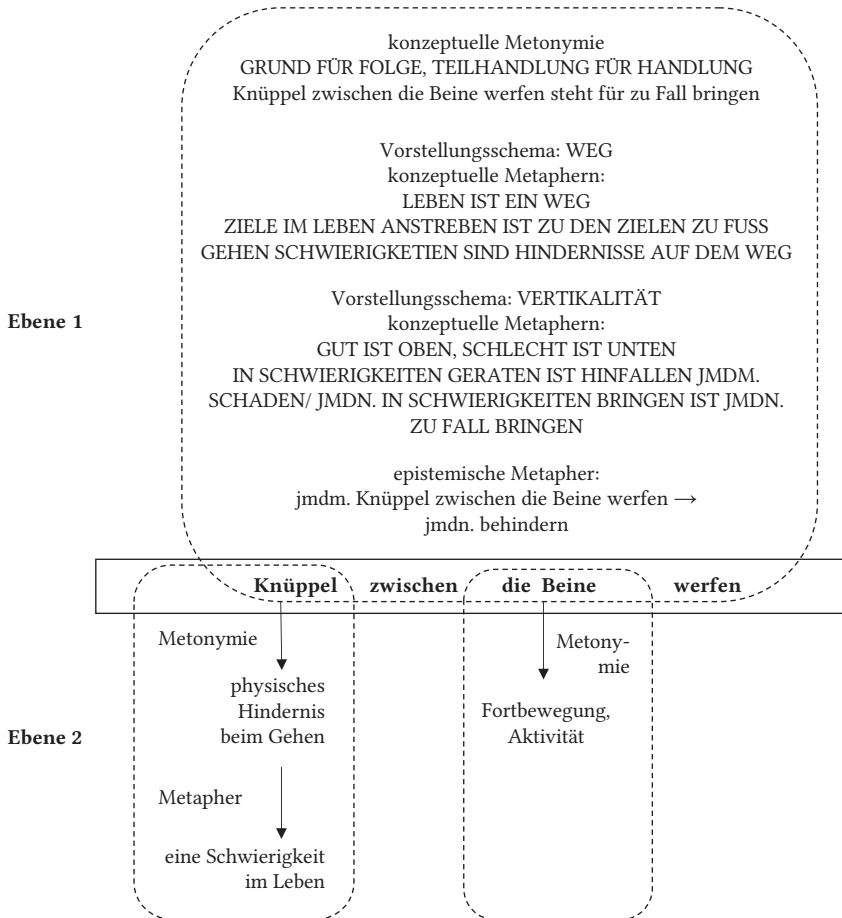 konzeptuelle Metonymie
GRUND FÜR FOLGE, TEILHANDLUNG FÜR HANDLUNG
Knüppel zwischen die Beine werfen steht für zu Fall bringen
Vorstellungsschema: WEG
konzeptuelle Metaphern:
LEBEN IST EIN WEG
ZIELE IM LEBEN ANSTREBEN IST ZU DEN ZIELEN ZU FUSS
GEHEN SCHWIERIGKETIEN SIND HINDERNISSE AUF DEM WEG
Vorstellungsschema: VERTIKALITÄT
Ebene 1
konzeptuelle Metaphern:
GUT IST OBEN, SCHLECHT IST UNTEN
IN SCHWIERIGKEITEN GERATEN IST HINFALLEN JMDM.
SCHADEN/ JMDN. IN SCHWIERIGKEITEN BRINGEN IST JMDN.
ZU FALL BRINGEN
epistemische Metapher:
jmdm. Knüppel zwischen die Beine werfen →
jmdn. behindern
Knüppel zwischen die Beine werfen
Metonymie
physisches
Hindernis
beim Gehen
Metony-
mie
Fortbewegung,
Aktivität
Ebene 2
Metapher
eine Schwierigkeit
im Leben